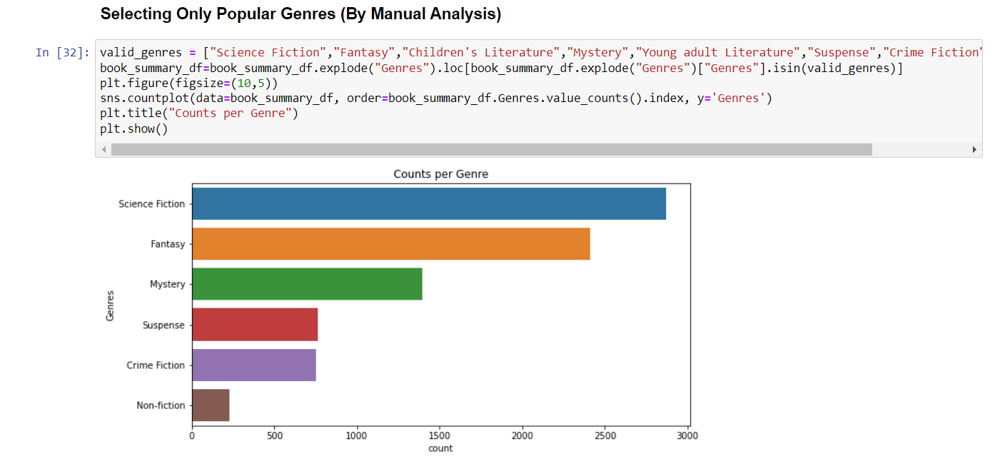 Selecting Only Popular Genres (By Manual Analysis)
In [32]:
valid_genres = ["Science Fiction","Fantasy","Children's Literature","Mystery","Young adult Literature","Suspense","Crime Fiction"
book_summary_df=book_summary_df.explode("Genres").loc[book_summary_df.explode("Genres")["Genres"].isin(valid_genres)]
plt.figure(figsize=(10,5))
sns.countplot(data=book_summary_df, order=book_summary_df.Genres.value_counts().index, y='Genres')
plt.title("Counts per Genre")
plt.show()
Counts per Genre
Science Fiction
Fantasy
Mystery
Suspense
Crime Fiction
Non-fiction
Genres
0 500 1000 1500 2000 2500 3000
count